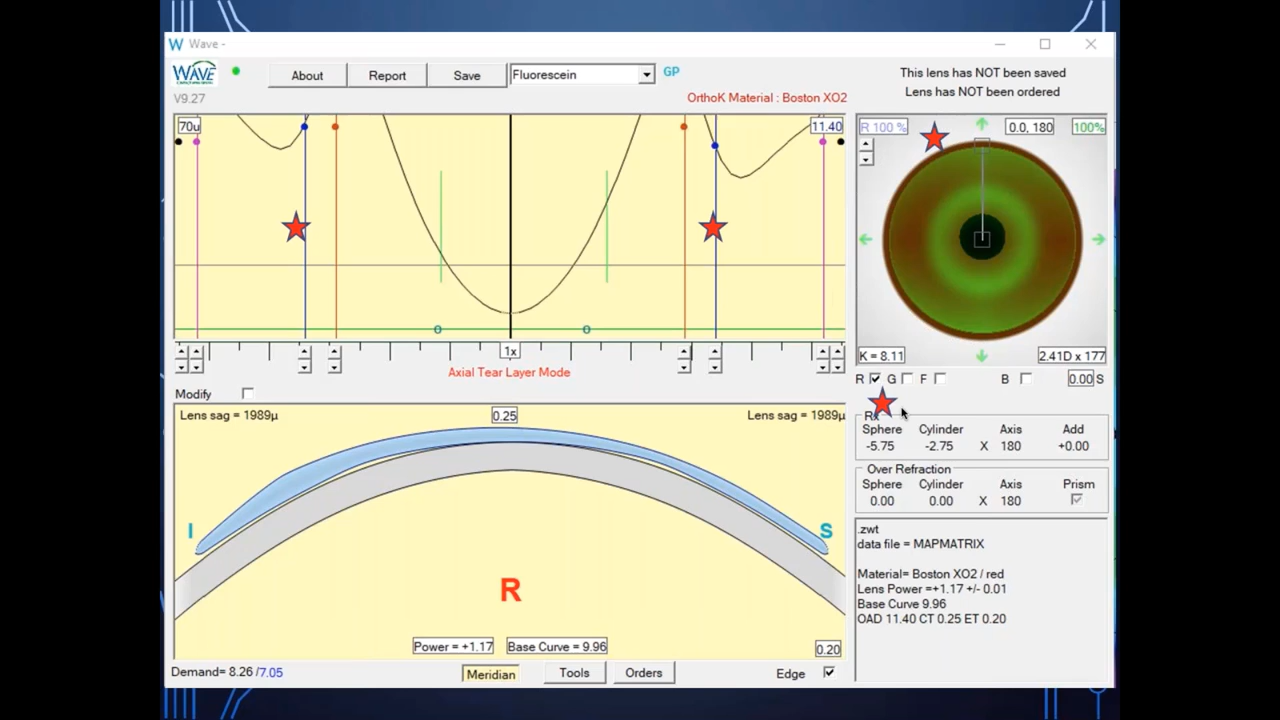 W Wave -
WAVE
V9.27
About Report Save Fluorescein GP
OrthoK Material : Boston XO2
This lens has NOT been saved
Lens has NOT been ordered
70u 11.40
1x
Axial Tear Layer Mode
R 100 % 0.0, 180 100%
K = 8.11 2.41D x 177
R G F B 0.00 S
Modify
Lens sag = 1989µ 0.25 Lens sag = 1989µ
I S
R
Power = +1.17 Base Curve = 9.96 0.20
Demand= 8.26 /7.05 Meridian Tools Orders Edge
Rx
Sphere Cylinder Axis Add
-5.75 -2.75 X 180 +0.00
Over Refraction
Sphere Cylinder Axis Prism
0.00 0.00 X 180
.zwt
data file = MAPMATRIX
Material= Boston XO2 / red
Lens Power =+1.17 +/- 0.01
Base Curve 9.96
OAD 11.40 CT 0.25 ET 0.20